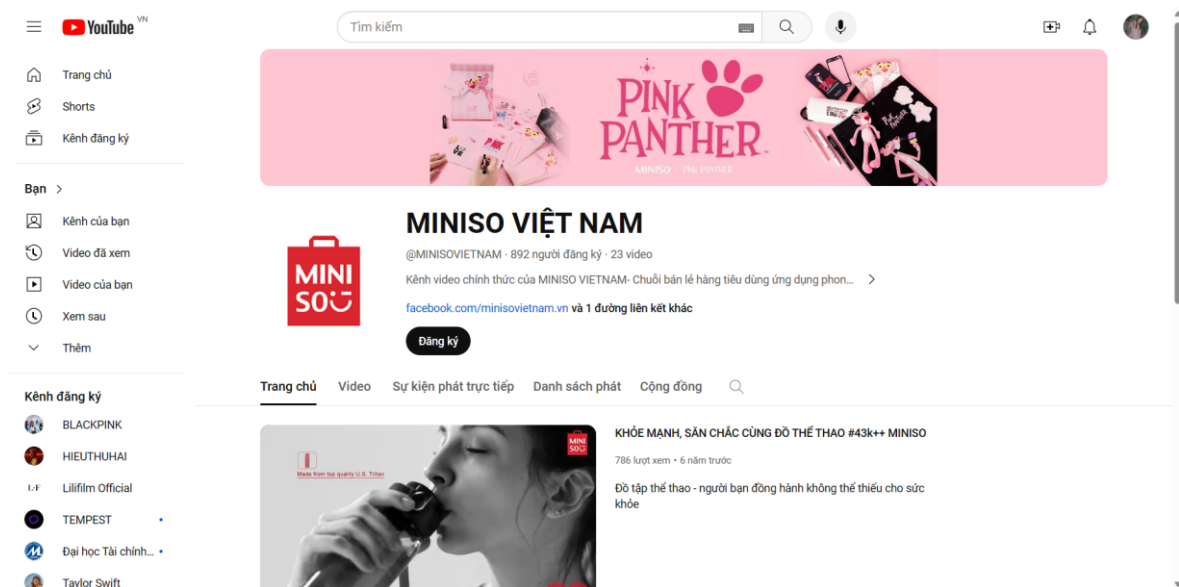 YouTube VN
Tìm kiếm
Trang chủ
Shorts
Kênh đăng ký
Bạn
Kênh của bạn
Video đã xem
Video của bạn
Xem sau
Thêm
Kênh đăng ký
BLACKPINK
HIEUTHUHAI
L·F Lilifilm Official
TEMPEST
Đại học Tài chính...
Taylor Swift
PINK
PANTHER
MINISO | PINK PANTHER
MINI
SO
MINISO VIỆT NAM
@MINISOVIETNAM · 892 người đăng ký · 23 video
Kênh video chính thức của MINISO VIETNAM- Chuỗi bán lẻ hàng tiêu dùng ứng dụng phon...
facebook.com/minisovietnam.vn và 1 đường liên kết khác
Đăng ký
Trang chủ Video Sự kiện phát trực tiếp Danh sách phát Cộng đồng
Made from top quality U.S. Tritan
MINI
SO
KHỎE MẠNH, SĂN CHẮC CÙNG ĐỒ THỂ THAO #43k++ MINISO
786 lượt xem • 6 năm trước
Đồ tập thể thao - người bạn đồng hành không thể thiếu cho sức
khỏe